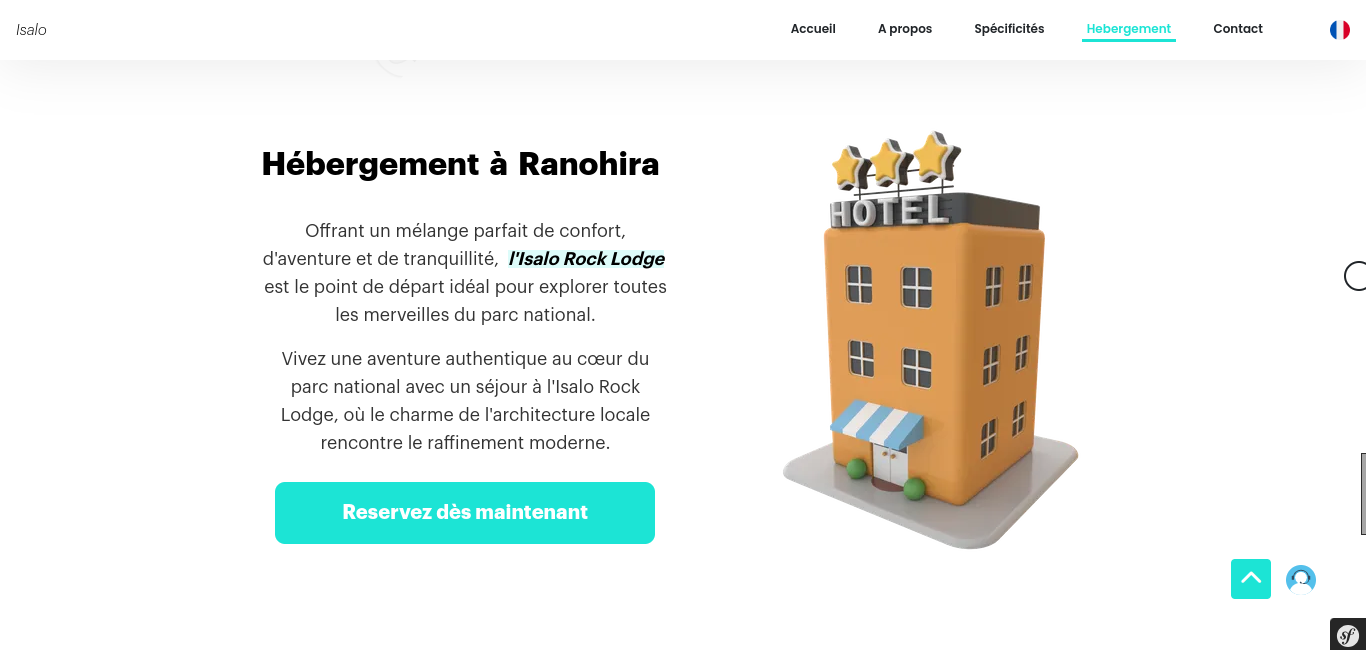 Isalo
Accueil
A propos
Spécificités
Hebergement
Contact
Hébergement à Ranohira
HOTEL
Offrant un mélange parfait de confort,
d'aventure et de tranquillité, l'Isalo Rock Lodge
est le point de départ idéal pour explorer toutes
les merveilles du parc national.
Vivez une aventure authentique au cœur du
parc national avec un séjour à l'Isalo Rock
Lodge, où le charme de l'architecture locale
rencontre le raffinement moderne.
Reservez dès maintenant
sf